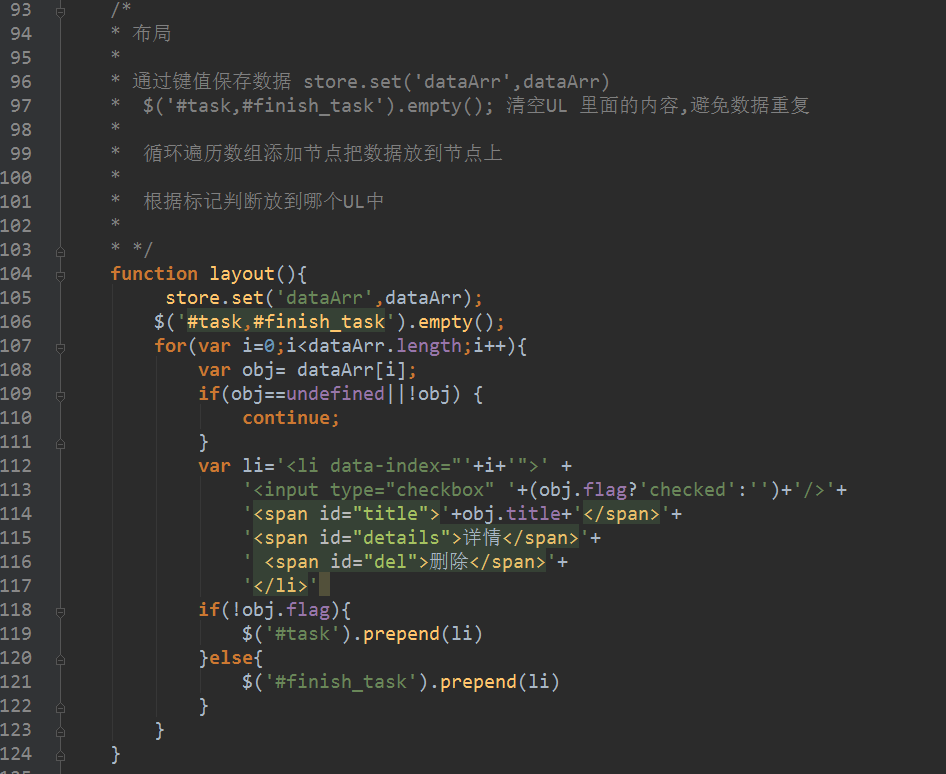 93 /*
94 * 布局
95 *
96 * 通过键值保存数据 store.set('dataArr',dataArr)
97 *  $('#task,#finish_task').empty(); 清空UL 里面的内容,避免数据重复
98 *
99 *  循环遍历数组添加节点把数据放到节点上
100 *
101 *  根据标记判断放到哪个UL中
102 *
103 * */
104 function layout(){
105      store.set('dataArr',dataArr);
106     $('#task,#finish_task').empty();
107     for(var i=0;i<dataArr.length;i++){
108         var obj= dataArr[i];
109         if(obj==undefined||!obj) {
110             continue;
111         }
112         var li='<li data-index="'+i+'">' +
113             '<input type="checkbox" '+(obj.flag?'checked':'')+'/>'+
114             '<span id="title">'+obj.title+'</span>'+
115             '<span id="details">详情</span>'+
116             ' <span id="del">删除</span>'+
117             '</li>'
118         if(!obj.flag){
119             $('#task').prepend(li)
120         }else{
121             $('#finish_task').prepend(li)
122         }
123     }
124 }